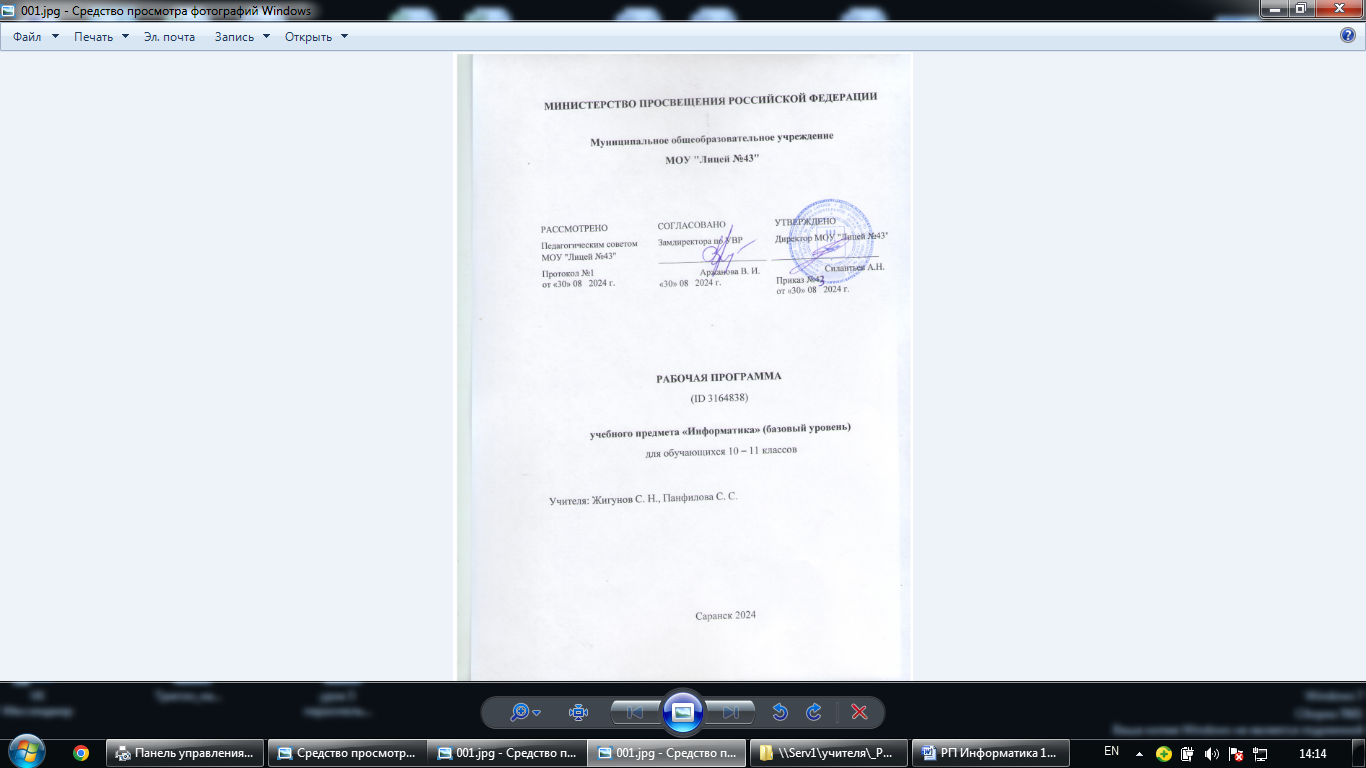 001.jpg - Средство просмотра фотографий Windows
Файл Печать Эл. почта Запись Открыть
МИНИСТЕРСТВО ПРОСВЕЩЕНИЯ РОССИЙСКОЙ ФЕДЕРАЦИИ
Муниципальное общеобразовательное учреждение
МОУ "Лицей №43"
РАССМОТРЕНО
Педагогическим советом
МОУ "Лицей №43"
Протокол №1
от «30» 08 2024 г.
СОГЛАСОВАНО
Замдиректора по УВР
Аржанова В. И.
«30» 08 2024 г.
УТВЕРЖДЕНО
Директор МОУ "Лицей №43"
Силантьев А.Н.
Приказ
от «30» 08 2024 г.
РАБОЧАЯ ПРОГРАММА
(ID 3164838)
учебного предмета «Информатика» (базовый уровень)
для обучающихся 10 – 11 классов
Учителя: Жигунов С. Н., Панфилова С. С.
Саранск 2024
Панель управления... Средство просмотр... 001.jpg - Средство п... 001.jpg - Средство п... \\Serv1\учителя\_Р... РП Информатика 1... EN 14:14